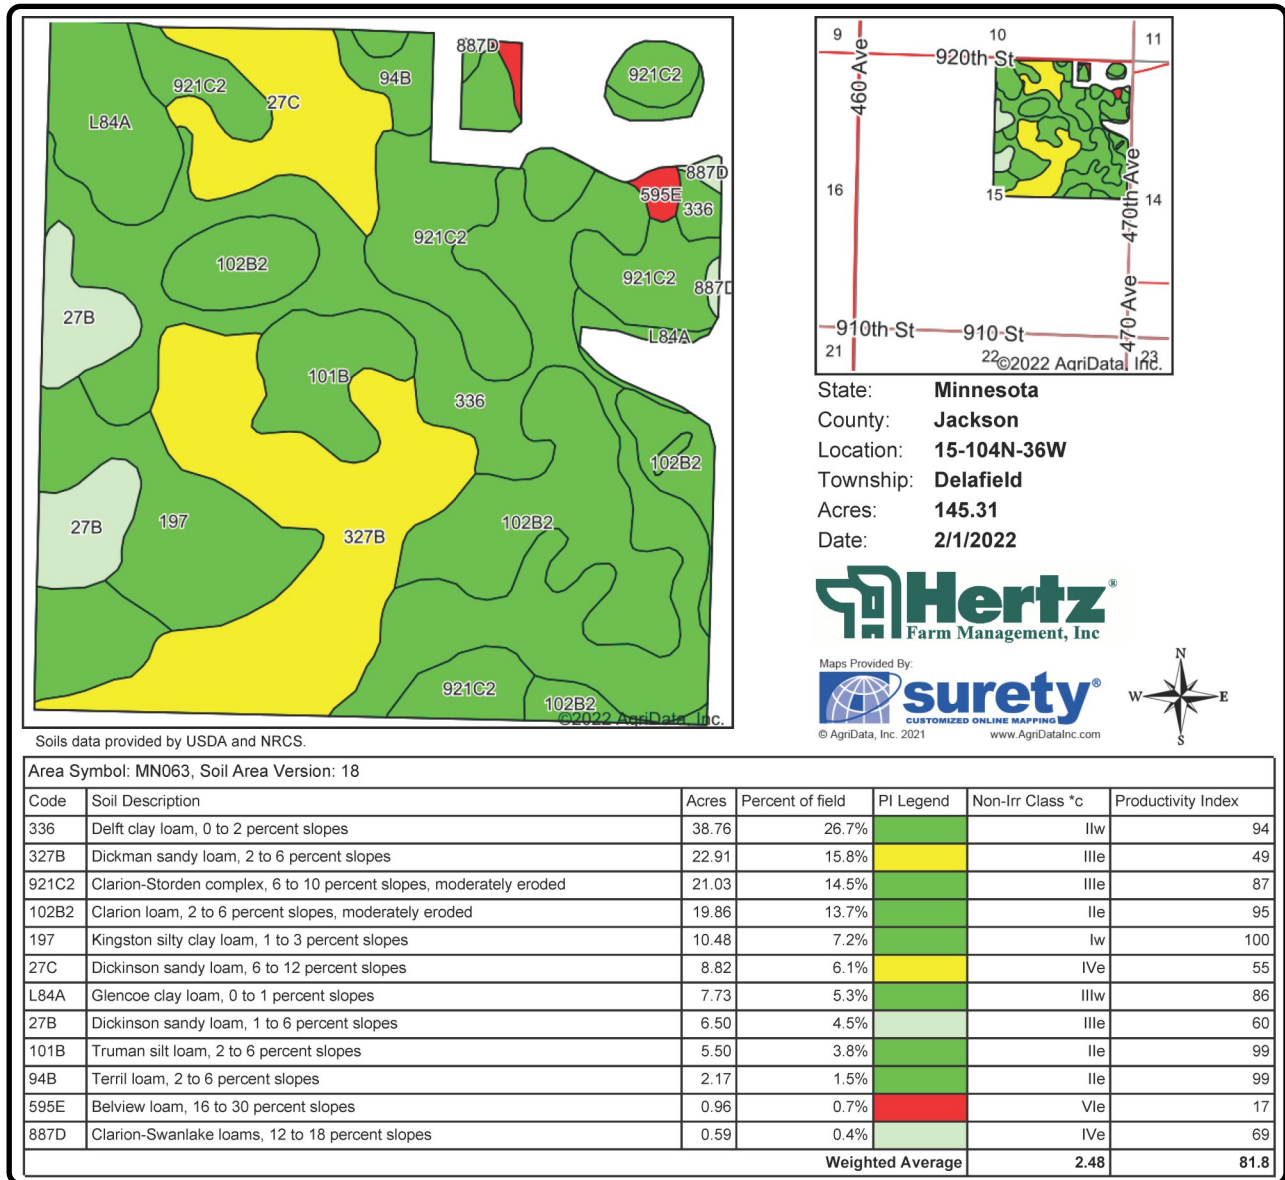 887D
921C2
94B
921C2
27C
L84A
887D
595E
336
921C2
102B2
921C2
887D
27B
L84A
101B
336
102B2
27B
197
102B2
327B
921C2
102B2
©2022 AgriData, Inc.
Soils data provided by USDA and NRCS.
9
10
11
920th St
460 Ave
16
15
14
470th Ave
470 Ave
910th St
910 St
21
22
23
©2022 AgriData, Inc.
State: Minnesota
County: Jackson
Location: 15-104N-36W
Township: Delafield
Acres: 145.31
Date: 2/1/2022
Hertz®
Farm Management, Inc
Maps Provided By:
surety®
CUSTOMIZED ONLINE MAPPING
© AgriData, Inc. 2021 www.AgriDataInc.com
N
W E
S
Area Symbol: MN063, Soil Area Version: 18
Code Soil Description Acres Percent of field PI Legend Non-Irr Class *c Productivity Index
336 Delft clay loam, 0 to 2 percent slopes 38.76 26.7% IIw 94
327B Dickman sandy loam, 2 to 6 percent slopes 22.91 15.8% IIIe 49
921C2 Clarion-Storden complex, 6 to 10 percent slopes, moderately eroded 21.03 14.5% IIIe 87
102B2 Clarion loam, 2 to 6 percent slopes, moderately eroded 19.86 13.7% IIe 95
197 Kingston silty clay loam, 1 to 3 percent slopes 10.48 7.2% Iw 100
27C Dickinson sandy loam, 6 to 12 percent slopes 8.82 6.1% IVe 55
L84A Glencoe clay loam, 0 to 1 percent slopes 7.73 5.3% IIIw 86
27B Dickinson sandy loam, 1 to 6 percent slopes 6.50 4.5% IIIe 60
101B Truman silt loam, 2 to 6 percent slopes 5.50 3.8% IIe 99
94B Terril loam, 2 to 6 percent slopes 2.17 1.5% IIe 99
595E Belview loam, 16 to 30 percent slopes 0.96 0.7% VIe 17
887D Clarion-Swanlake loams, 12 to 18 percent slopes 0.59 0.4% IVe 69
Weighted Average 2.48 81.8